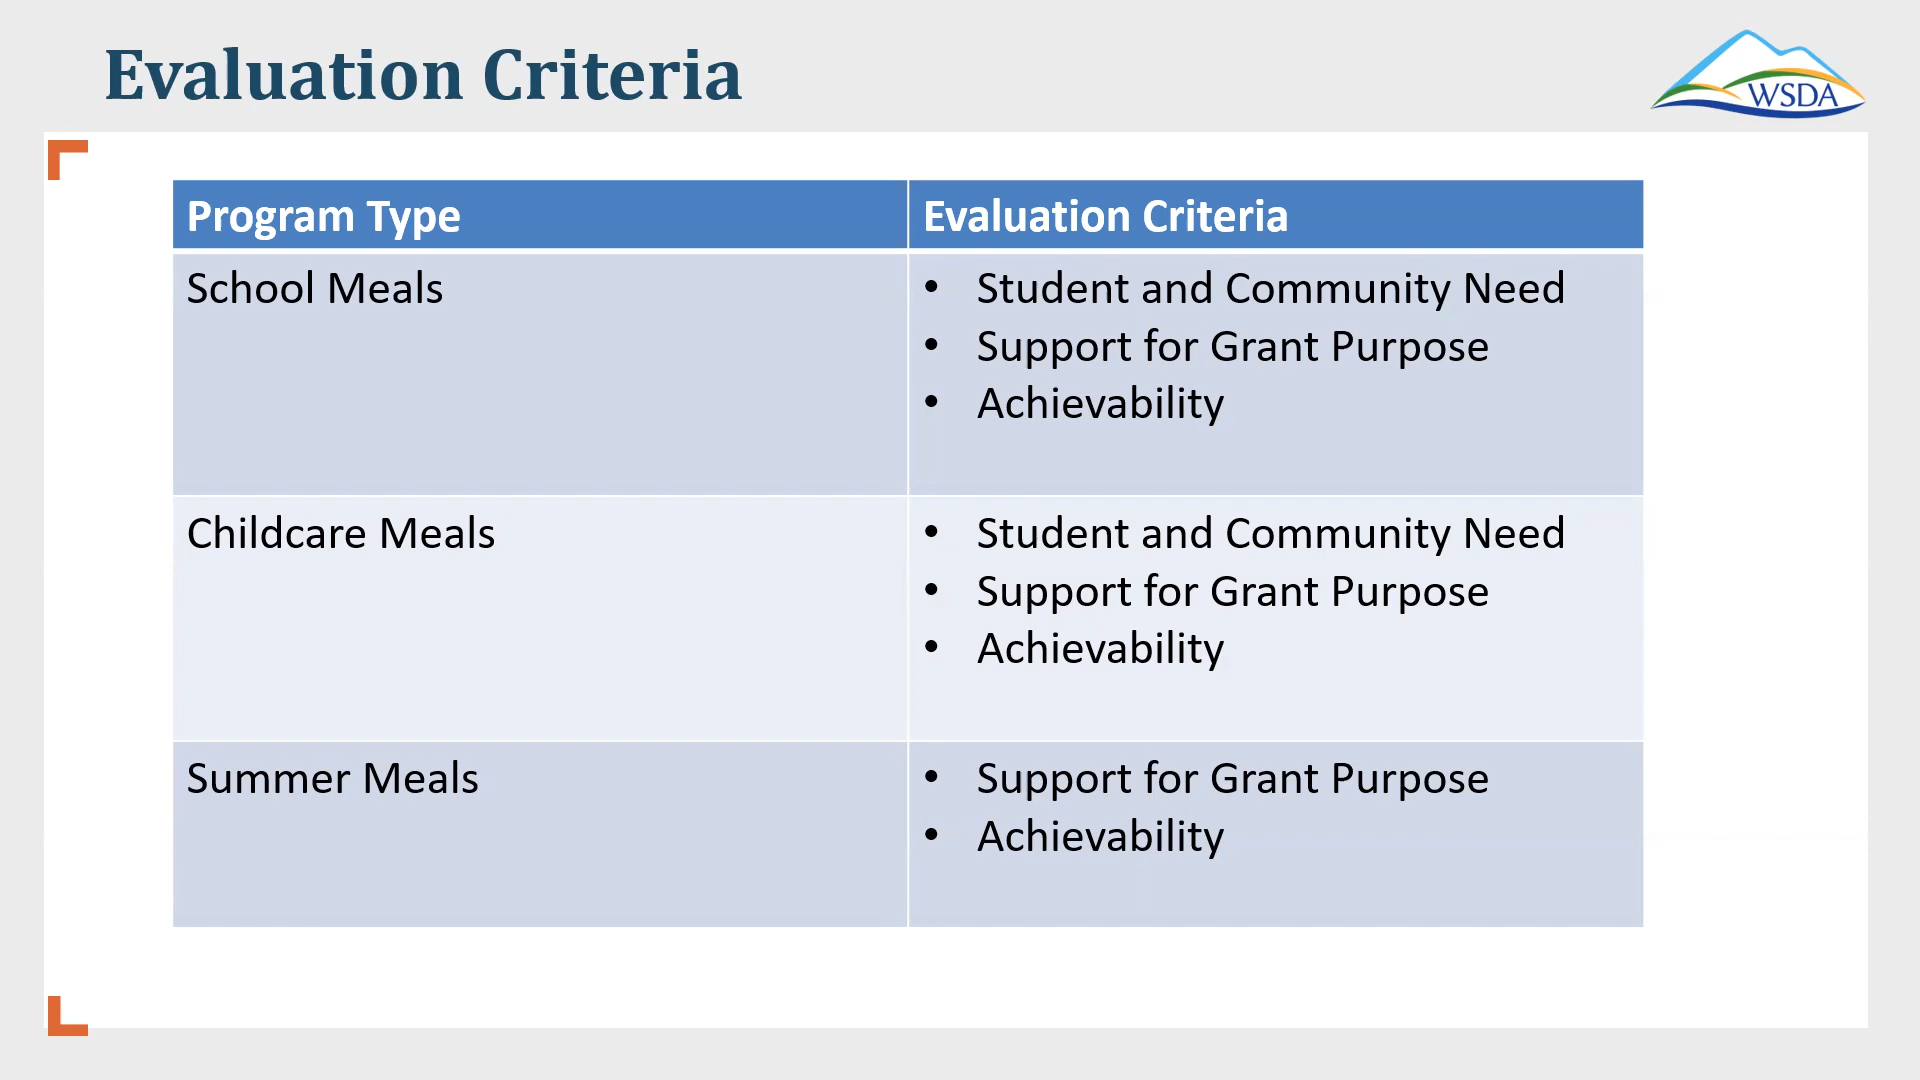 Evaluation Criteria
WSDA
Program Type
Evaluation Criteria
School Meals
• Student and Community Need
• Support for Grant Purpose
• Achievability
Childcare Meals
• Student and Community Need
• Support for Grant Purpose
• Achievability
Summer Meals
• Support for Grant Purpose
• Achievability